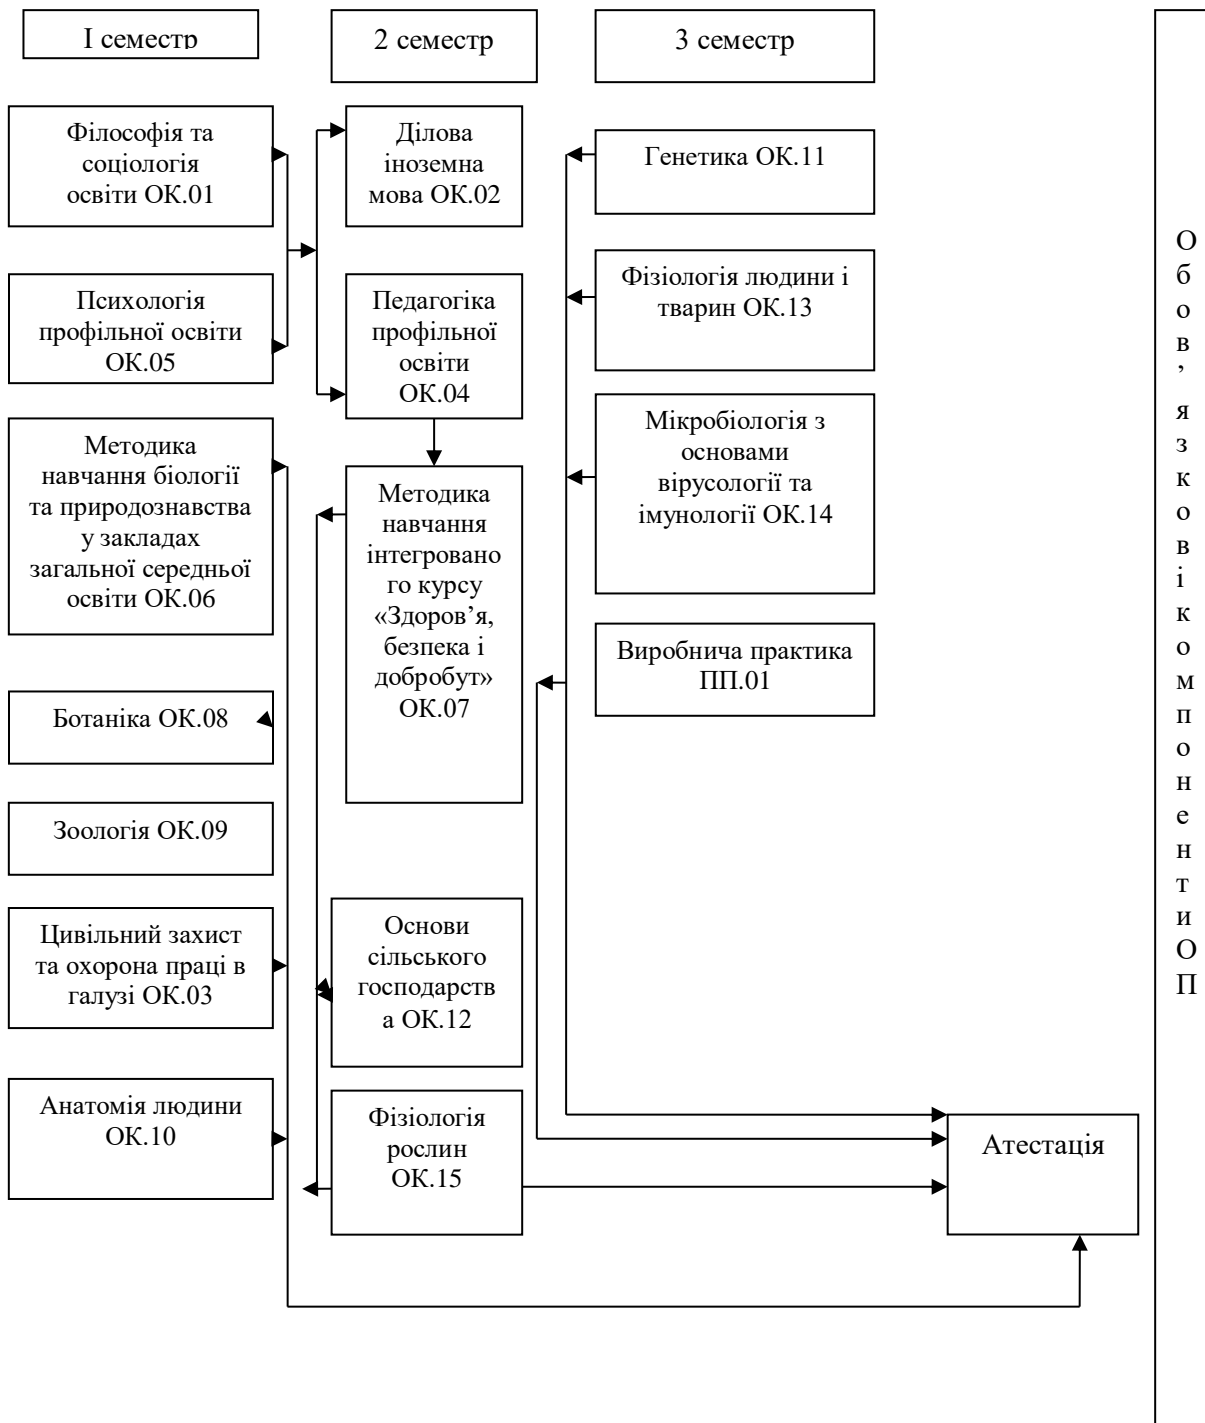 І семестр
2 семестр
3 семестр
Філософія та
соціологія
освіти ОК.01
Психологія
профільної освіти
ОК.05
Методика
навчання біології
та природознавства
у закладах
загальної середньої
освіти ОК.06
Ботаніка ОК.08
Зоологія ОК.09
Цивільний захист
та охорона праці в
галузі ОК.03
Анатомія людини
ОК.10
Ділова
іноземна
мова ОК.02
Педагогіка
профільної
освіти
ОК.04
Методика
навчання
інтегровано
го курсу
«Здоров’я,
безпека і
добробут»
ОК.07
Основи
сільського
господарств
а ОК.12
Фізіологія
рослин
ОК.15
Генетика ОК.11
Фізіологія людини і
тварин ОК.13
Мікробіологія з
основами
вірусології та
імунології ОК.14
Виробнича практика
ПП.01
Атестація
О
б
о
в
’
я
з
к
о
в
і
к
о
м
п
о
н
е
н
т
и
О
П